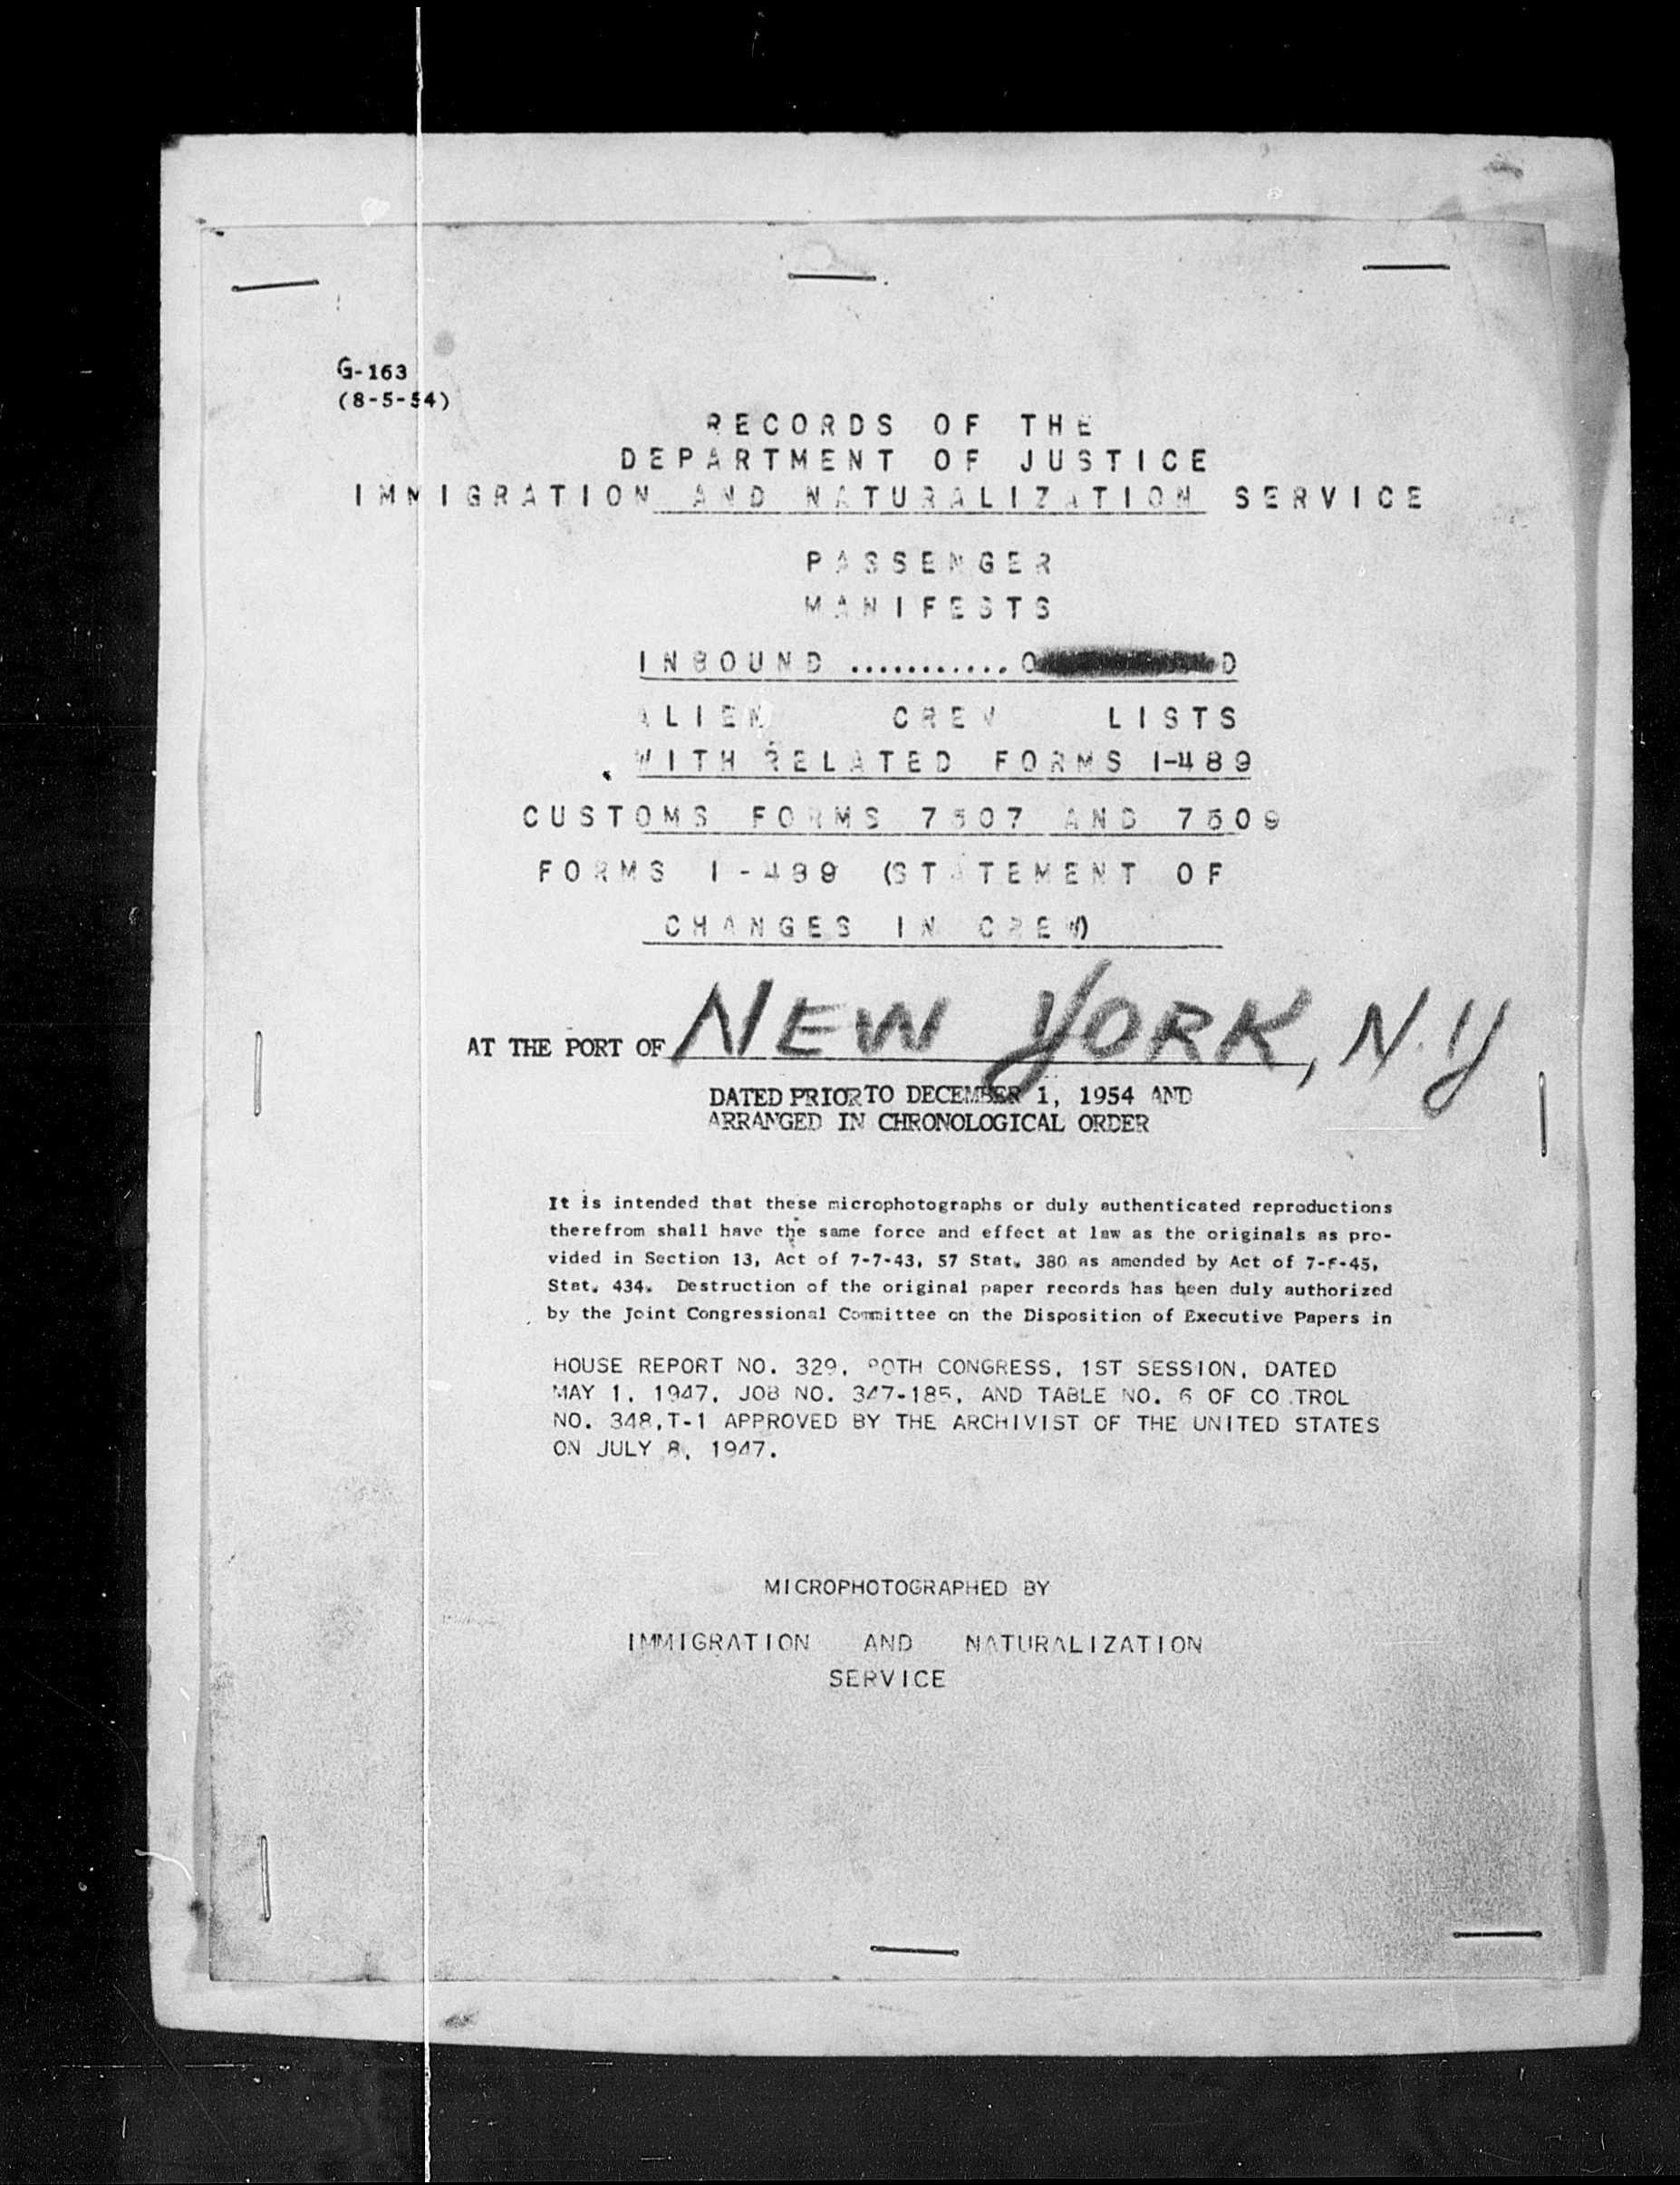 G-163
(8-5-54)
RECORDS OF THE
DEPARTMENT OF JUSTICE
IMMIGRATION AND NATURALIZATION SERVICE
PASSENGER
MANIFESTS
INBOUND ...........O D
ALIEN CREW LISTS
WITH RELATED FORMS I-489
CUSTOMS FORMS 7507 AND 7509
FORMS I-489 (STATEMENT OF
CHANGES IN CREW)
AT THE PORT OF NEW YORK, N.Y
DATED PRIOR TO DECEMBER 1, 1954 AND
ARRANGED IN CHRONOLOGICAL ORDER
It is intended that these microphotographs or duly authenticated reproductions
therefrom shall have the same force and effect at law as the originals as pro-
vided in Section 13, Act of 7-7-43, 57 Stat. 380 as amended by Act of
Stat. 434. Destruction of the original paper records has been duly authorized
by the Joint Congressional Committee on the Disposition of Executive Papers in
HOUSE REPORT NO. 329, 80TH CONGRESS, 1ST SESSION, DATED
MAY 1, 1947, JOB NO. 347-185, AND TABLE NO. 6 OF CO TROL
NO. 348,T-1 APPROVED BY THE ARCHIVIST OF THE UNITED STATES
ON JULY 8, 1947.
MICROPHOTOGRAPHED BY
IMMIGRATION AND NATURALIZATION
SERVICE